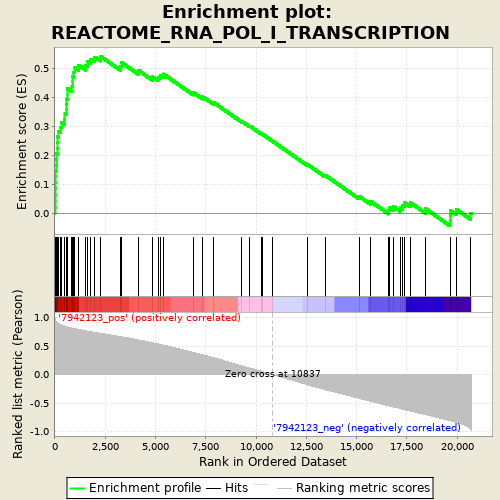 Enrichment plot:
REACTOME_RNA_POL_I_TRANSCRIPTION
Enrichment score (ES)
0.5
0.4
0.3
0.2
0.1
0.0
Ranked list metric (Pearson)
1.0
0.5
0.0
-0.5
-1.0
'7942123_pos' (positively correlated)
Zero cross at 10837
'7942123_neg' (negatively correlated)
0 2,500 5,000 7,500 10,000 12,500 15,000 17,500 20,000
Rank in Ordered Dataset
Enrichment profile Hits Ranking metric scores